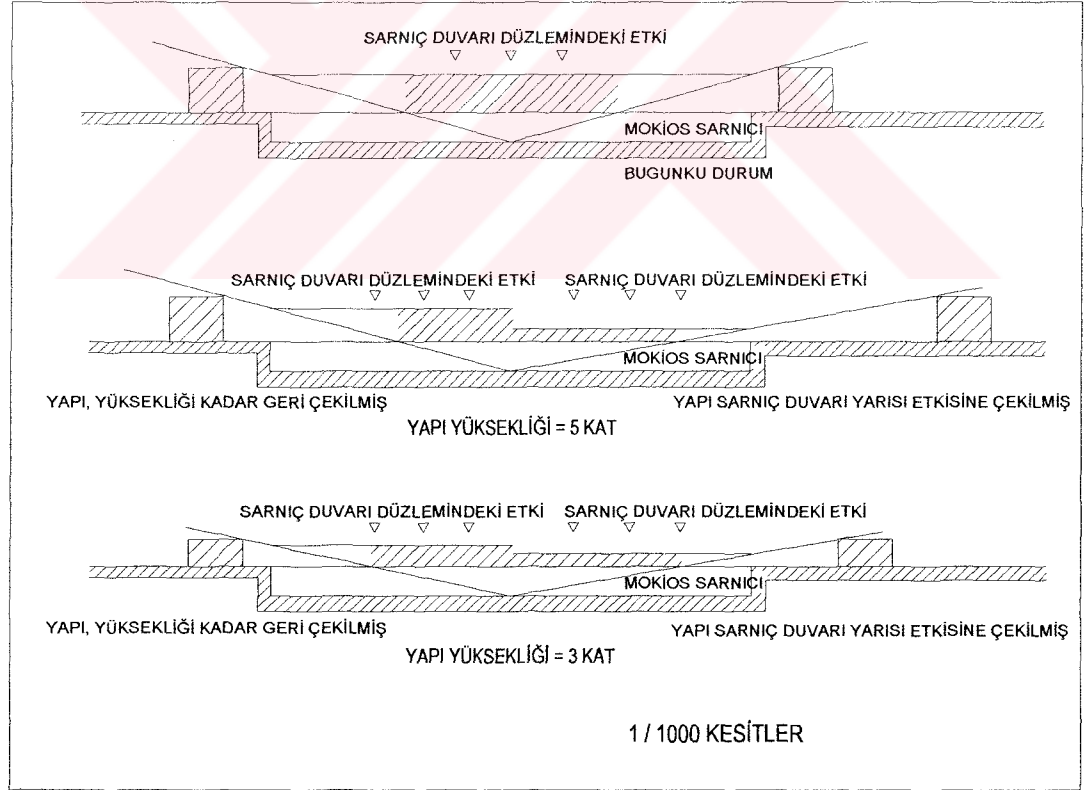 SARNIÇ DUVARI DÜZLEMİNDEKİ ETKİ
MOKİOS SARNICI
BUGUNKU DURUM
SARNIÇ DUVARI DÜZLEMİNDEKİ ETKİ SARNIÇ DUVARI DÜZLEMİNDEKİ ETKİ
MOKİOS SARNICI
YAPI, YÜKSEKLİĞİ KADAR GERİ ÇEKİLMİŞ YAPI SARNIÇ DUVARI YARISI ETKİSİNE ÇEKİLMİŞ
YAPI YÜKSEKLİĞİ = 5 KAT
SARNIÇ DUVARI DÜZLEMİNDEKİ ETKİ SARNIÇ DUVARI DÜZLEMİNDEKİ ETKİ
MOKİOS SARNICI
YAPI, YÜKSEKLİĞİ KADAR GERİ ÇEKİLMİŞ YAPI SARNIÇ DUVARI YARISI ETKİSİNE ÇEKİLMİŞ
YAPI YÜKSEKLİĞİ = 3 KAT
1 / 1000 KESİTLER